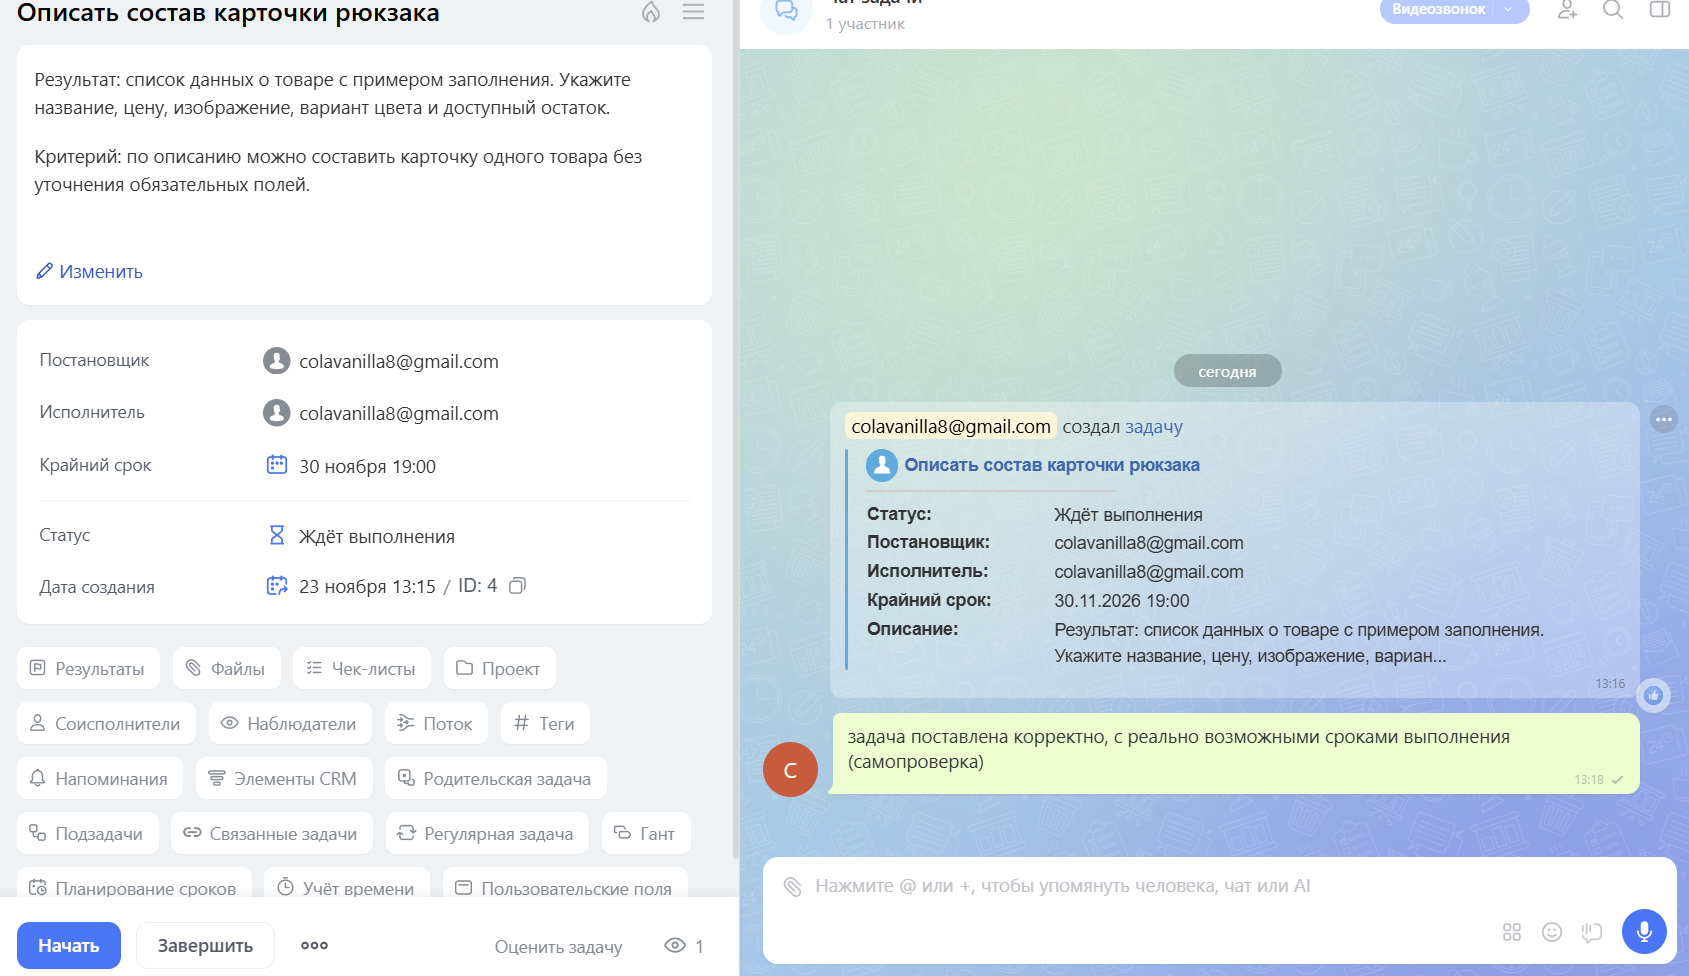 Описать состав карточки рюкзака
Результат: список данных о товаре с примером заполнения. Укажите
название, цену, изображение, вариант цвета и доступный остаток.
Критерий: по описанию можно составить карточку одного товара без
уточнения обязательных полей.
Изменить
Постановщик colavanilla8@gmail.com
Исполнитель colavanilla8@gmail.com
Крайний срок 30 ноября 19:00
Статус Ждёт выполнения
Дата создания 23 ноября 13:15 / ID: 4
Результаты Файлы Чек-листы Проект
Соисполнители Наблюдатели Поток Теги
Напоминания Элементы CRM Родительская задача
Подзадачи Связанные задачи Регулярная задача Гант
Планирование сроков Учёт времени Пользовательские поля
Начать Завершить Оценить задачу 1
Чат задачи
1 участник
Видеозвонок
сегодня
colavanilla8@gmail.com создал задачу
Описать состав карточки рюкзака
Статус: Ждёт выполнения
Постановщик: colavanilla8@gmail.com
Исполнитель: colavanilla8@gmail.com
Крайний срок: 30.11.2026 19:00
Описание: Результат: список данных о товаре с примером заполнения.
Укажите название, цену, изображение, вариан...
13:16
C
задача поставлена корректно, с реально возможными сроками выполнения
(самопроверка)
13:18
Нажмите @ или +, чтобы упомянуть человека, чат или AI